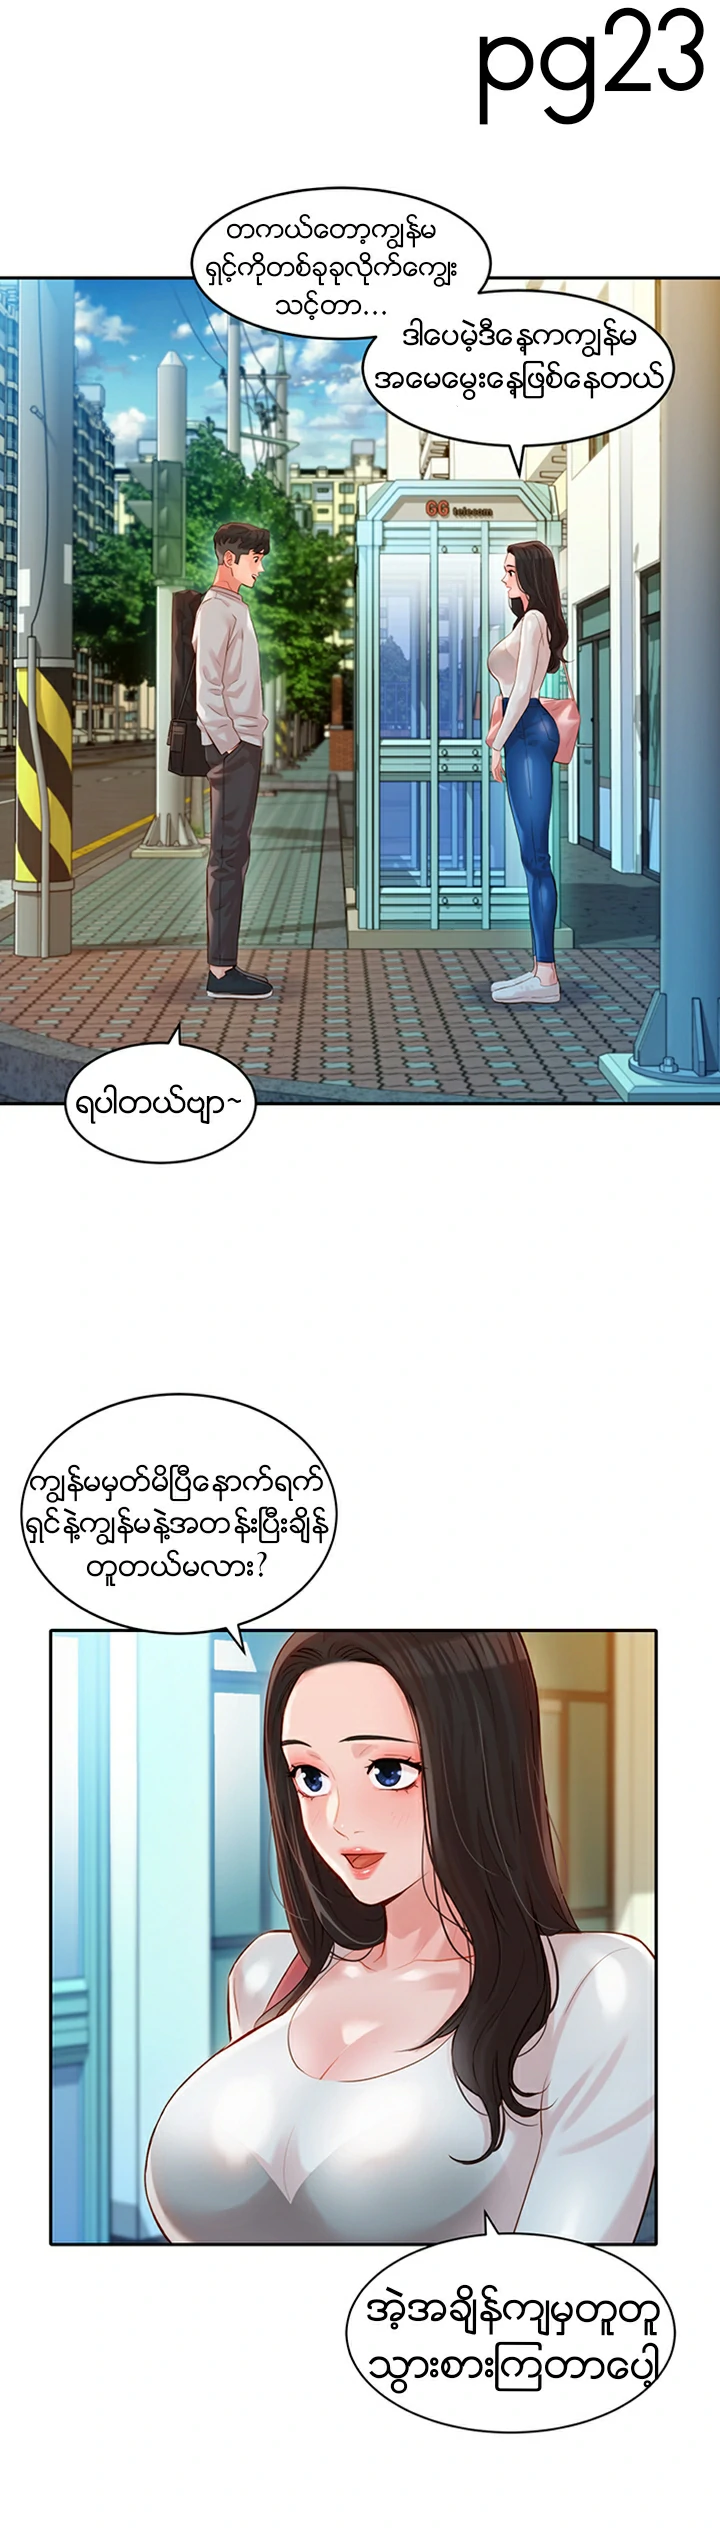 pg23
တကယ်တော့ကျွန်မ
ရှင့်ကိုတစ်ခုခုလိုက်ကျွေး
သင့်တာ...
ဒါပေမဲ့ဒီနေ့ကကျွန်မ
အမေမွေးနေ့ဖြစ်နေတယ်
GG telecom
ရပါတယ်ဗျာ~
ကျွန်မမှတ်မိပြီနောက်ရက်
ရှင်နဲ့ကျွန်မနဲ့အတန်းပြီးချိန်
တူတယ်မလား?
အဲ့အချိန်ကျမှတူတူ
သွားစားကြတာပေါ့